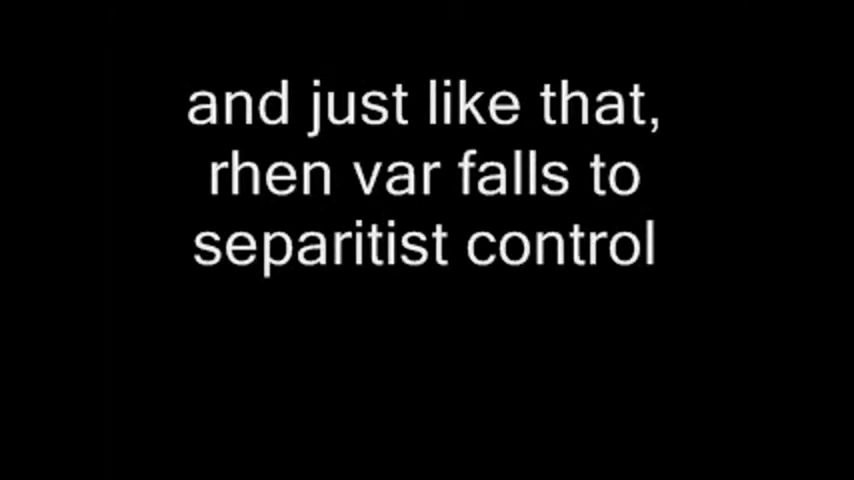 and just like that,
rhen var falls to
separitist control